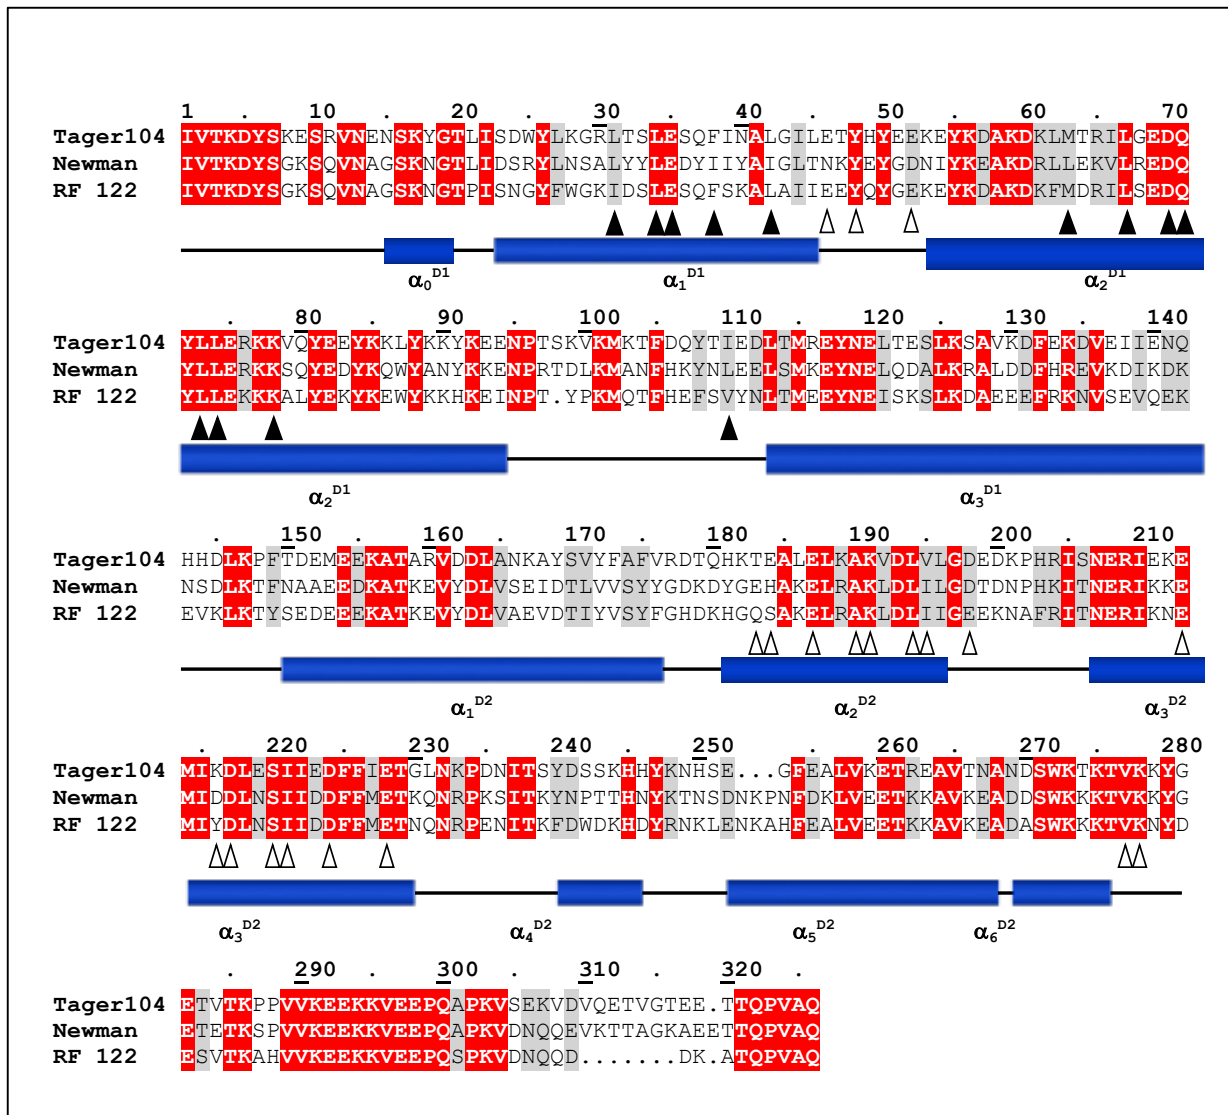 1 10 20 30 40 50 60 70
Tager104 IVTKDYSKESRVNENSKYGTLISDWYLKGRLTSLESQFINALGILETYHYEEKEYKDAKDKLMTRILGEDQ
Newman IVTKDYSGKSQVNAGSKNGTLIDSRYLNSALYYLEDYIIYAIGLTNKYEYGDNIYKEAKDRLLEKVLREDQ
RF 122 IVTKDYSGKSQVNAGSKNGTPISNGYFWGKIDSLESQFSKALAIIEEYQYGEKEYKDAKDKFMDRILSEDQ
α0D1 α1D1 α2D1
. 80 . 90 . 100 . 110 . 120 . 130 . 140
Tager104 YLLERKKVQYEEYKKLYKKYKEENPTSKVKMKTFDQYTIEDLTMREYNELTESLKSAVKDFEKDVEIIENQ
Newman YLLERKKSQYEDYKQWYANYKKENPRTDLKMANFHKYNLEELSMKEYNELQDALKRALDDFHREVKDIKDK
RF 122 YLLEKKKALYEKYKEWYKKHKEINPT.YPKMQTFHEFSVYNLTMEEYNEISKSLKDAEEEFRKNVSEVQEK
α2D1 α3D1
. 150 . 160 . 170 . 180 . 190 . 200 . 210
Tager104 HHDLKPFTDEMEEKATARVDDLANKAYSVYFAFVRDTQHKTEALELKAKVDLVLGDEDKPHRISNERIEKE
Newman NSDLKTFNAAEEDKATKEVYDLVSEIDTLVVSYYGDKDYGEHAKELRAKLDLILGDTDNPHKITNERIKKE
RF 122 EVKLKTYSEDEEEKATKEVYDLVAEVDTIYVSYFGHDKHGQSAKELRAKLDLIIGEEKNAFRITNERIKNE
α1D2 α2D2 α3D2
. 220 . 230 . 240 . 250 . 260 . 270 . 280
Tager104 MIKDLESIIEDFFIETGLNKPDNITSYDSSKHHYKNHSE...GFEALVKETREAVTNANDSWKTKTVKKYG
Newman MIDDLNSIIDDFFMETKQNRPKSITKYNPTTHNYKTNSDNKPNFDKLVEETKKAVKEADDSWKKKTVKKYG
RF 122 MIYDLNSIIDDFFMETNQNRPENITKFDWDKHDYRNKLENKAHFEALVEETKKAVKEADASWKKKTVKNYD
α3D2 α4D2 α5D2 α6D2
. 290 . 300 . 310 . 320 .
Tager104 ETVTKPPVVKEEKKVEEPQAPKVSEKVDVQETVGTEE.TTQPVAQ
Newman ETETKSPVVKEEKKVEEPQAPKVDNQQEVKTTAGKAEETTQPVAQ
RF 122 ESVTKAHVVKEEKKVEEPQSPKVDNQQD.......DK.ATQPVAQ